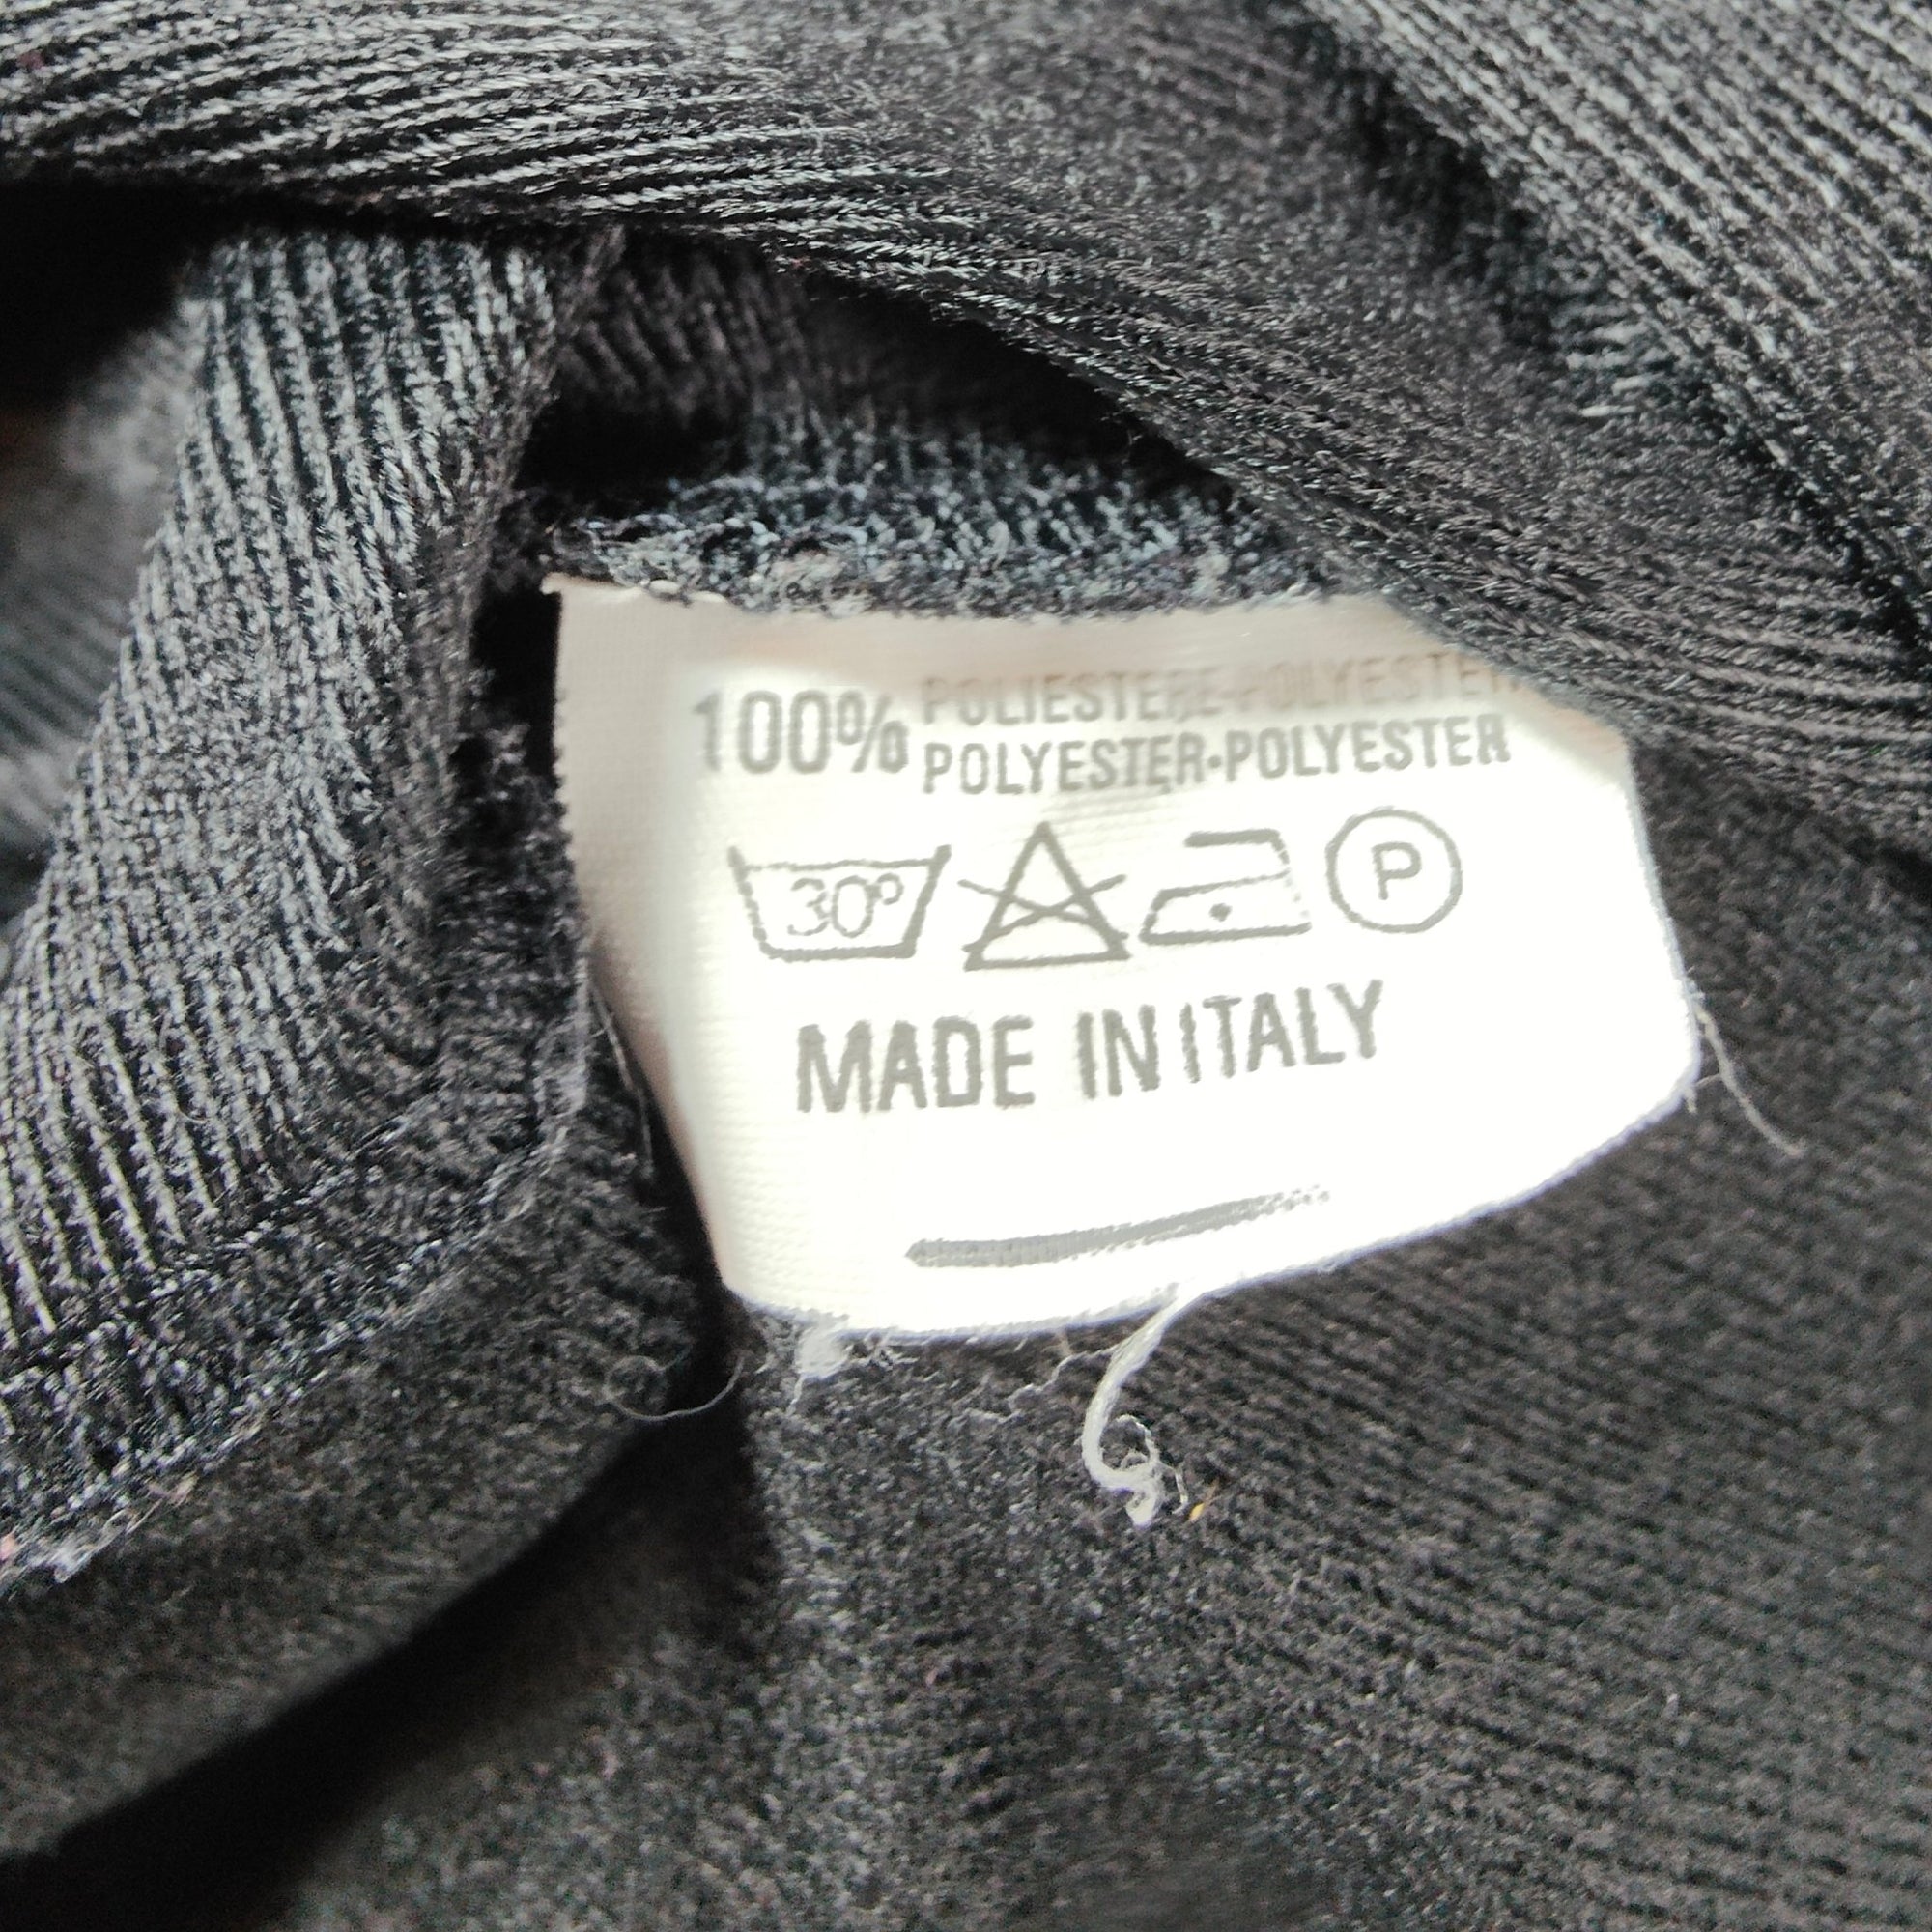 100% POLIESTERE·POLYESTER
POLYESTER·POLYESTER
30° P
MADE IN ITALY